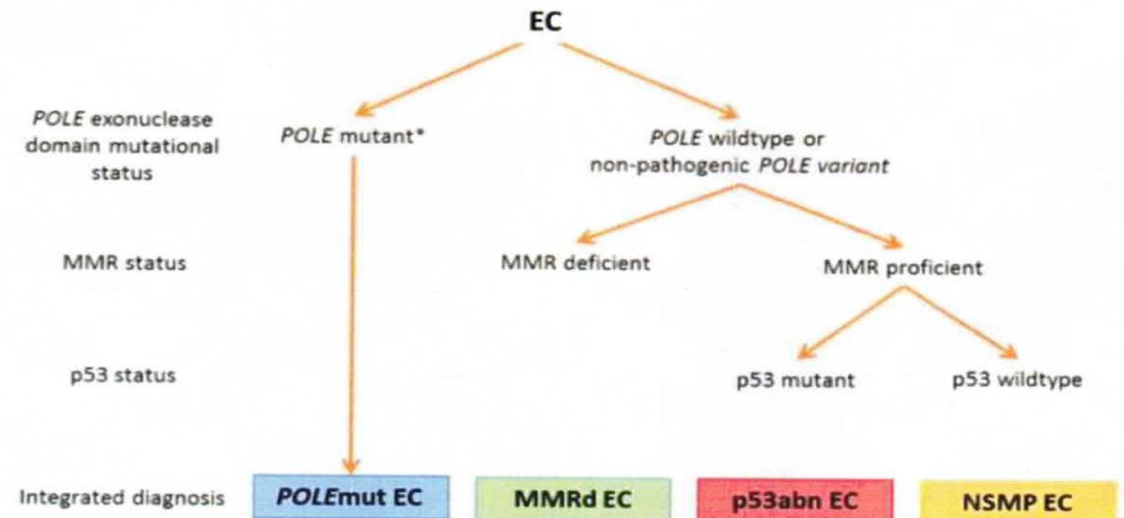 EC
POLE exonuclease
domain mutational
status
POLE mutant*
POLE wildtype or
non-pathogenic POLE variant
MMR status
MMR deficient
MMR proficient
p53 status
p53 mutant
p53 wildtype
Integrated diagnosis
POLEmut EC
MMRd EC
p53abn EC
NSMP EC